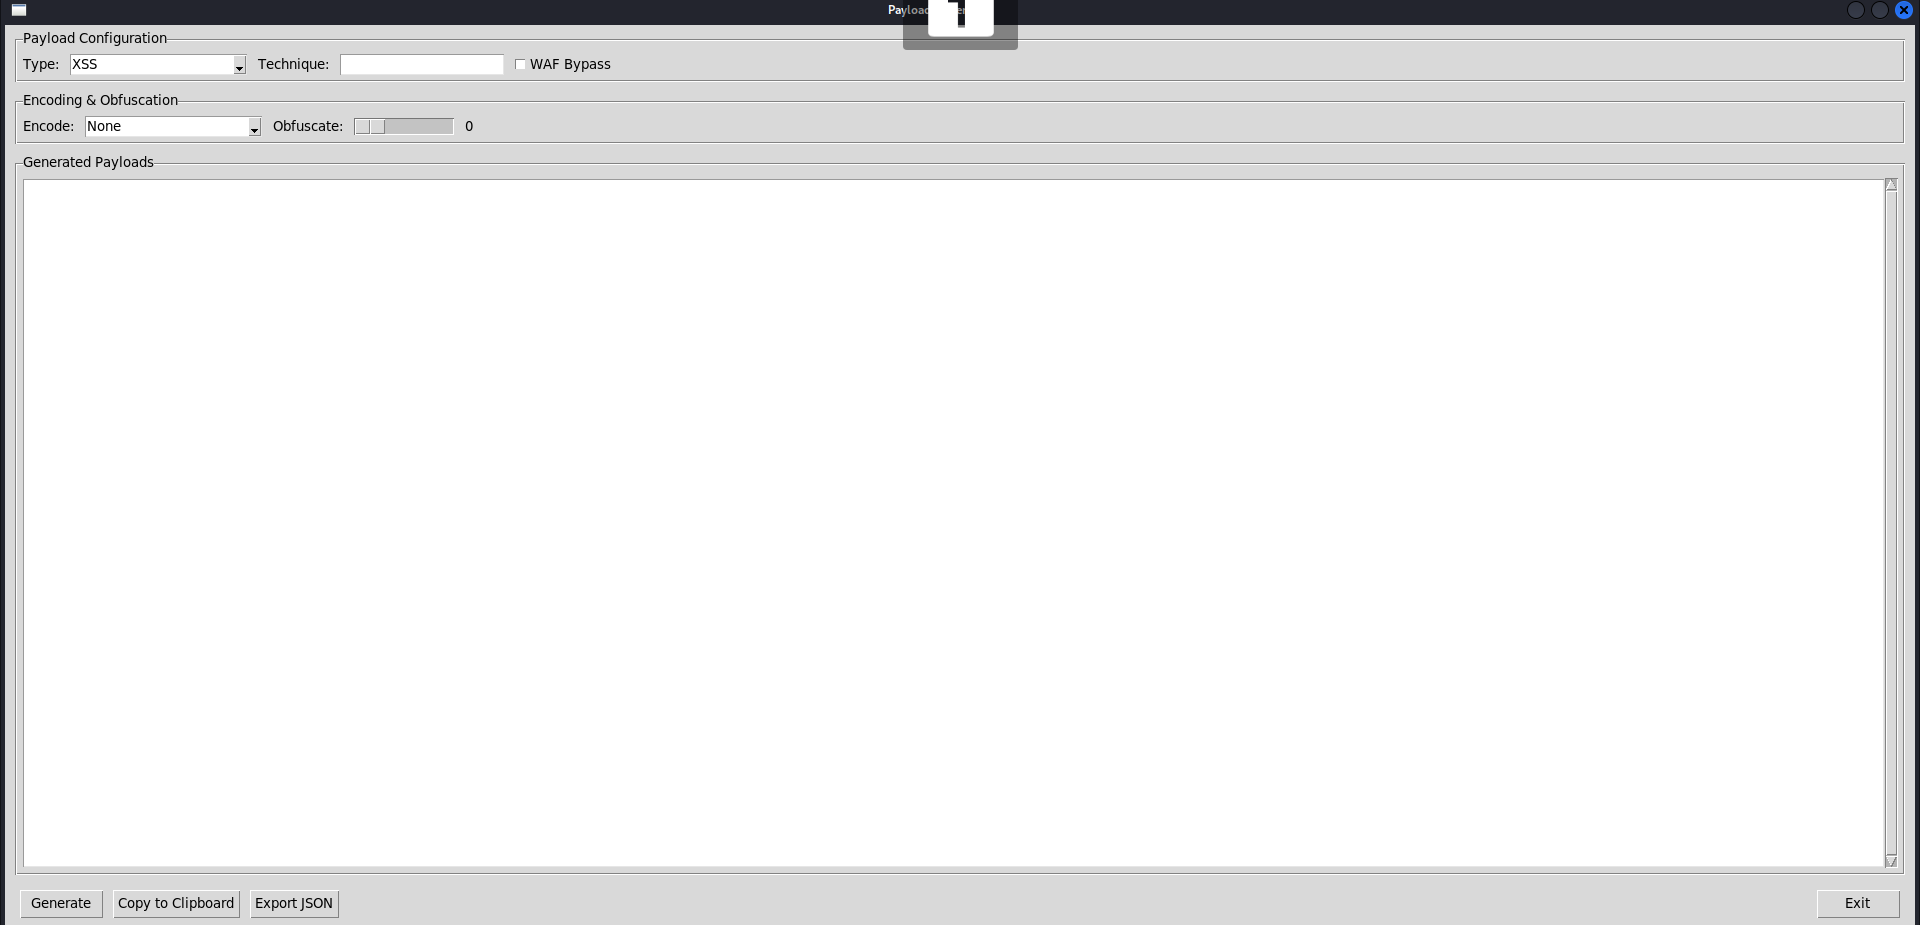 Payload
Payload Configuration
Type: XSS Technique: WAF Bypass
Encoding & Obfuscation
Encode: None Obfuscate: 0
Generated Payloads
Generate Copy to Clipboard Export JSON Exit